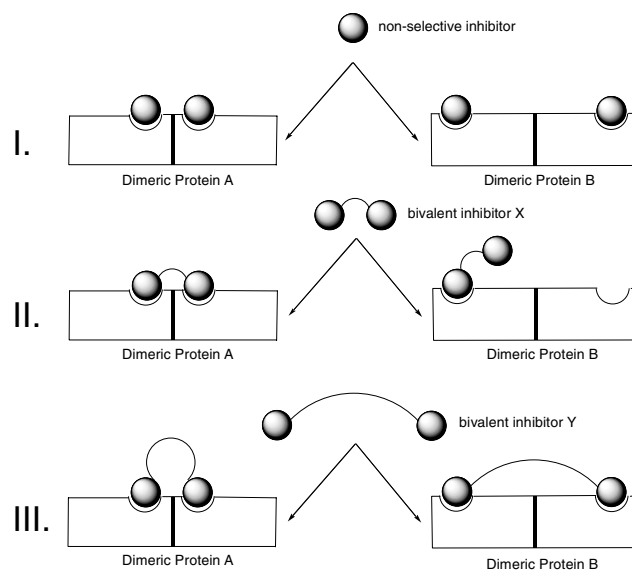 non-selective inhibitor
I.
Dimeric Protein A
Dimeric Protein B
bivalent inhibitor X
II.
Dimeric Protein A
Dimeric Protein B
bivalent inhibitor Y
III.
Dimeric Protein A
Dimeric Protein B